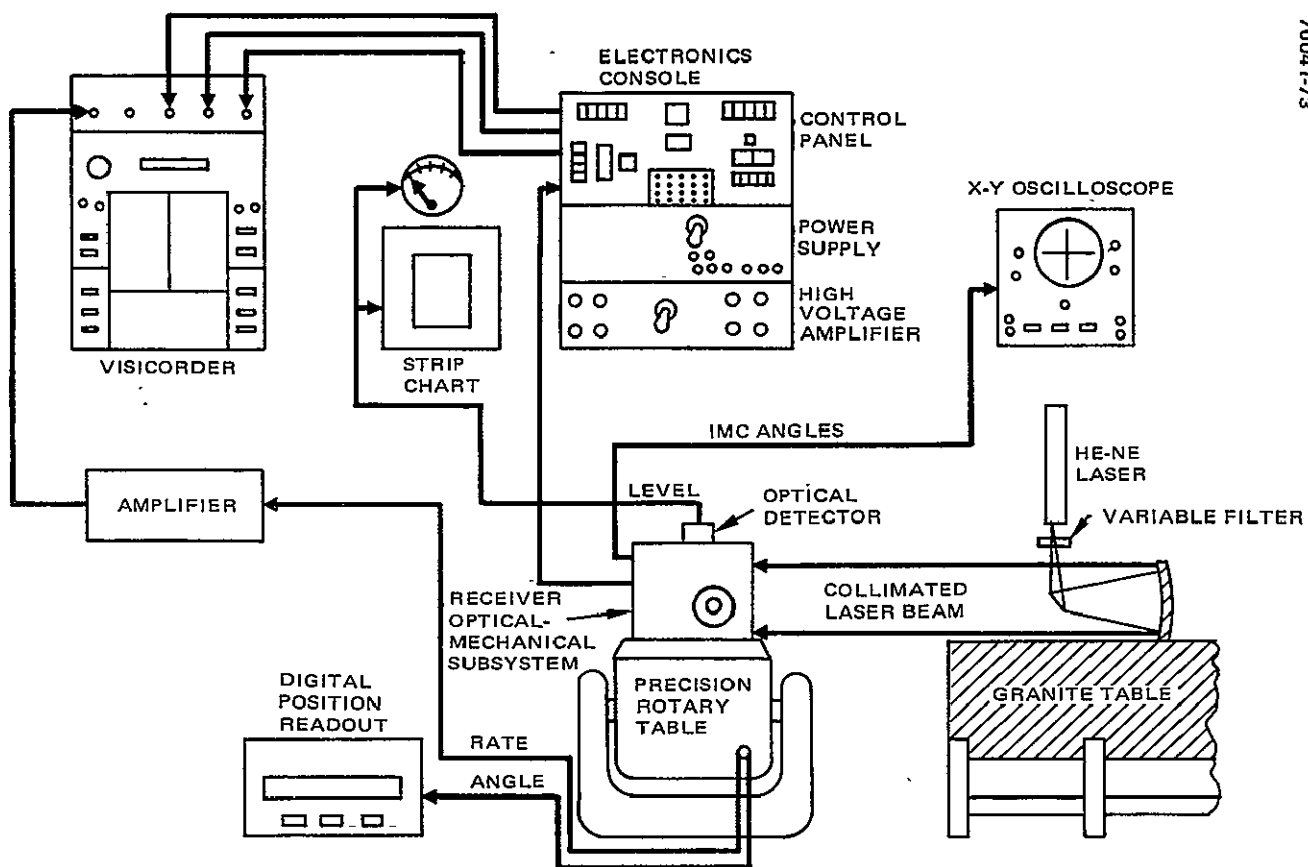 70041-73
ELECTRONICS
CONSOLE
CONTROL
PANEL
X-Y OSCILLOSCOPE
POWER
SUPPLY
HIGH
VOLTAGE
AMPLIFIER
VISICORDER
STRIP
CHART
IMC ANGLES
HE-NE
LASER
AMPLIFIER
LEVEL
OPTICAL
DETECTOR
VARIABLE FILTER
COLLIMATED
LASER BEAM
RECEIVER
OPTICAL-
MECHANICAL
SUBSYSTEM
PRECISION
ROTARY
TABLE
GRANITE TABLE
DIGITAL
POSITION
READOUT
RATE
ANGLE